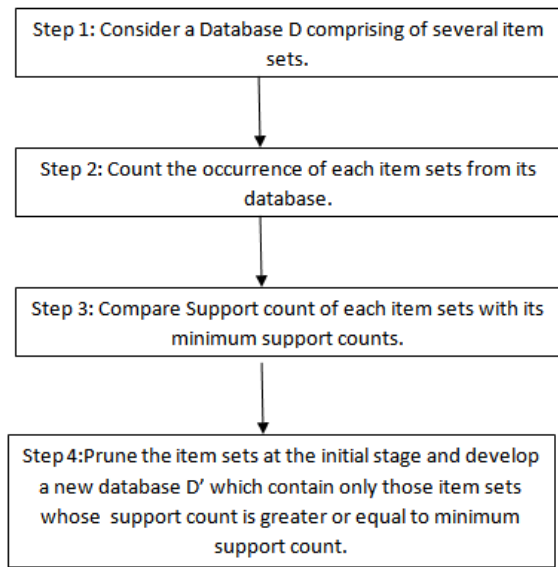 Step 1: Consider a Database D comprising of several item
sets.
Step 2: Count the occurrence of each item sets from its
database.
Step 3: Compare Support count of each item sets with its
minimum support counts.
Step 4:Prune the item sets at the initial stage and develop
a new database D’ which contain only those item sets
whose support count is greater or equal to minimum
support count.